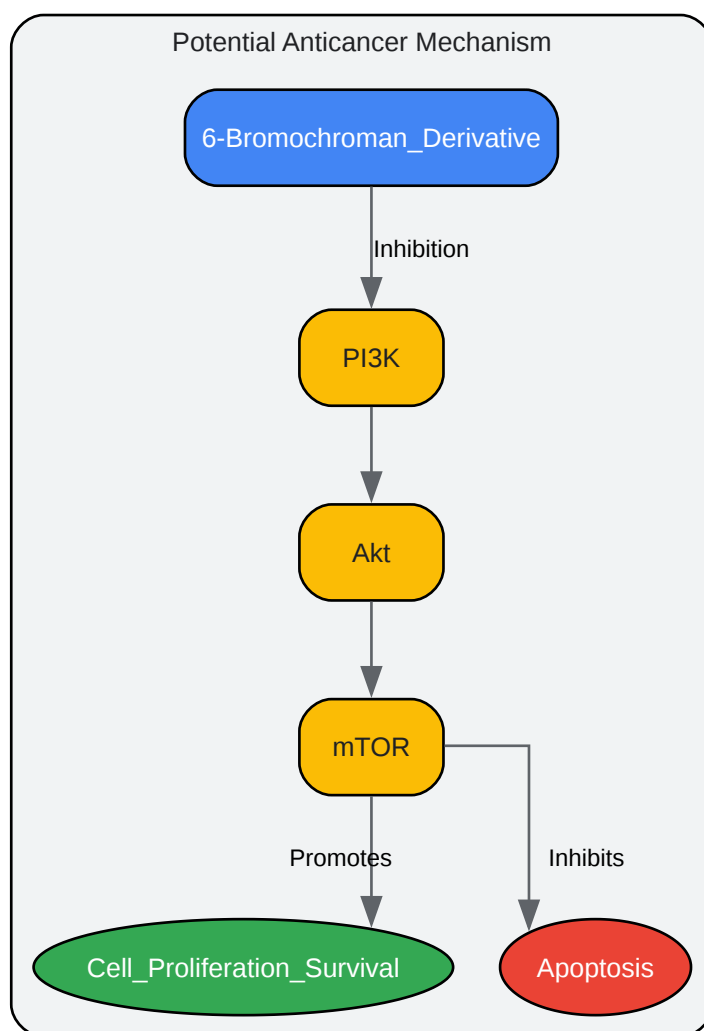 Potential Anticancer Mechanism
6-Bromochroman_Derivative
Inhibition
PI3K
Akt
mTOR
Promotes
Inhibits
Cell_Proliferation_Survival
Apoptosis